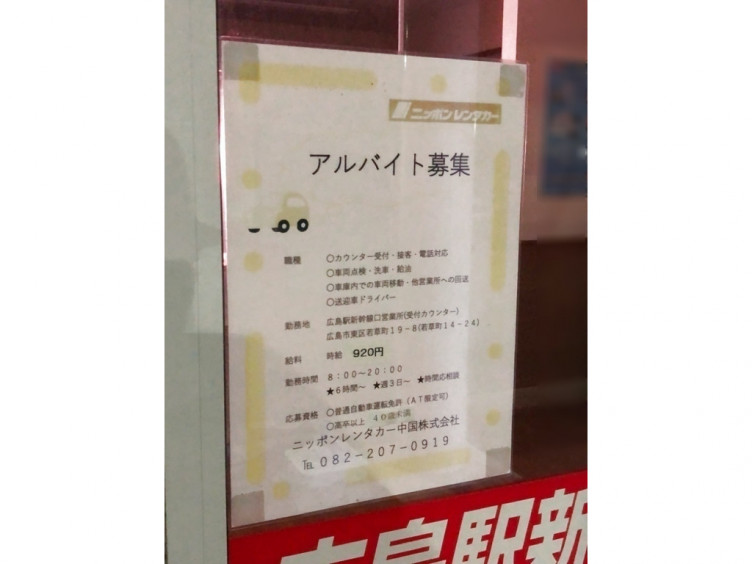 ニッポンレンタカー
アルバイト募集
職種 ○カウンター受付・接客・電話対応
○車両点検・洗車・給油
○車庫内での車両移動・他営業所への回送
○送迎車ドライバー
勤務地 広島駅新幹線口営業所(受付カウンター)
広島市東区若草町19-8(若草町14-24)
給料 時給 920円
勤務時間 8:00~20:00
★6時間~ ★週3日~ ★時間応相談
応募資格 ○普通自動車運転免許(AT限定可)
○高卒以上 40歳未満
ニッポンレンタカー中国株式会社
TEL 082-207-0919
広島駅新